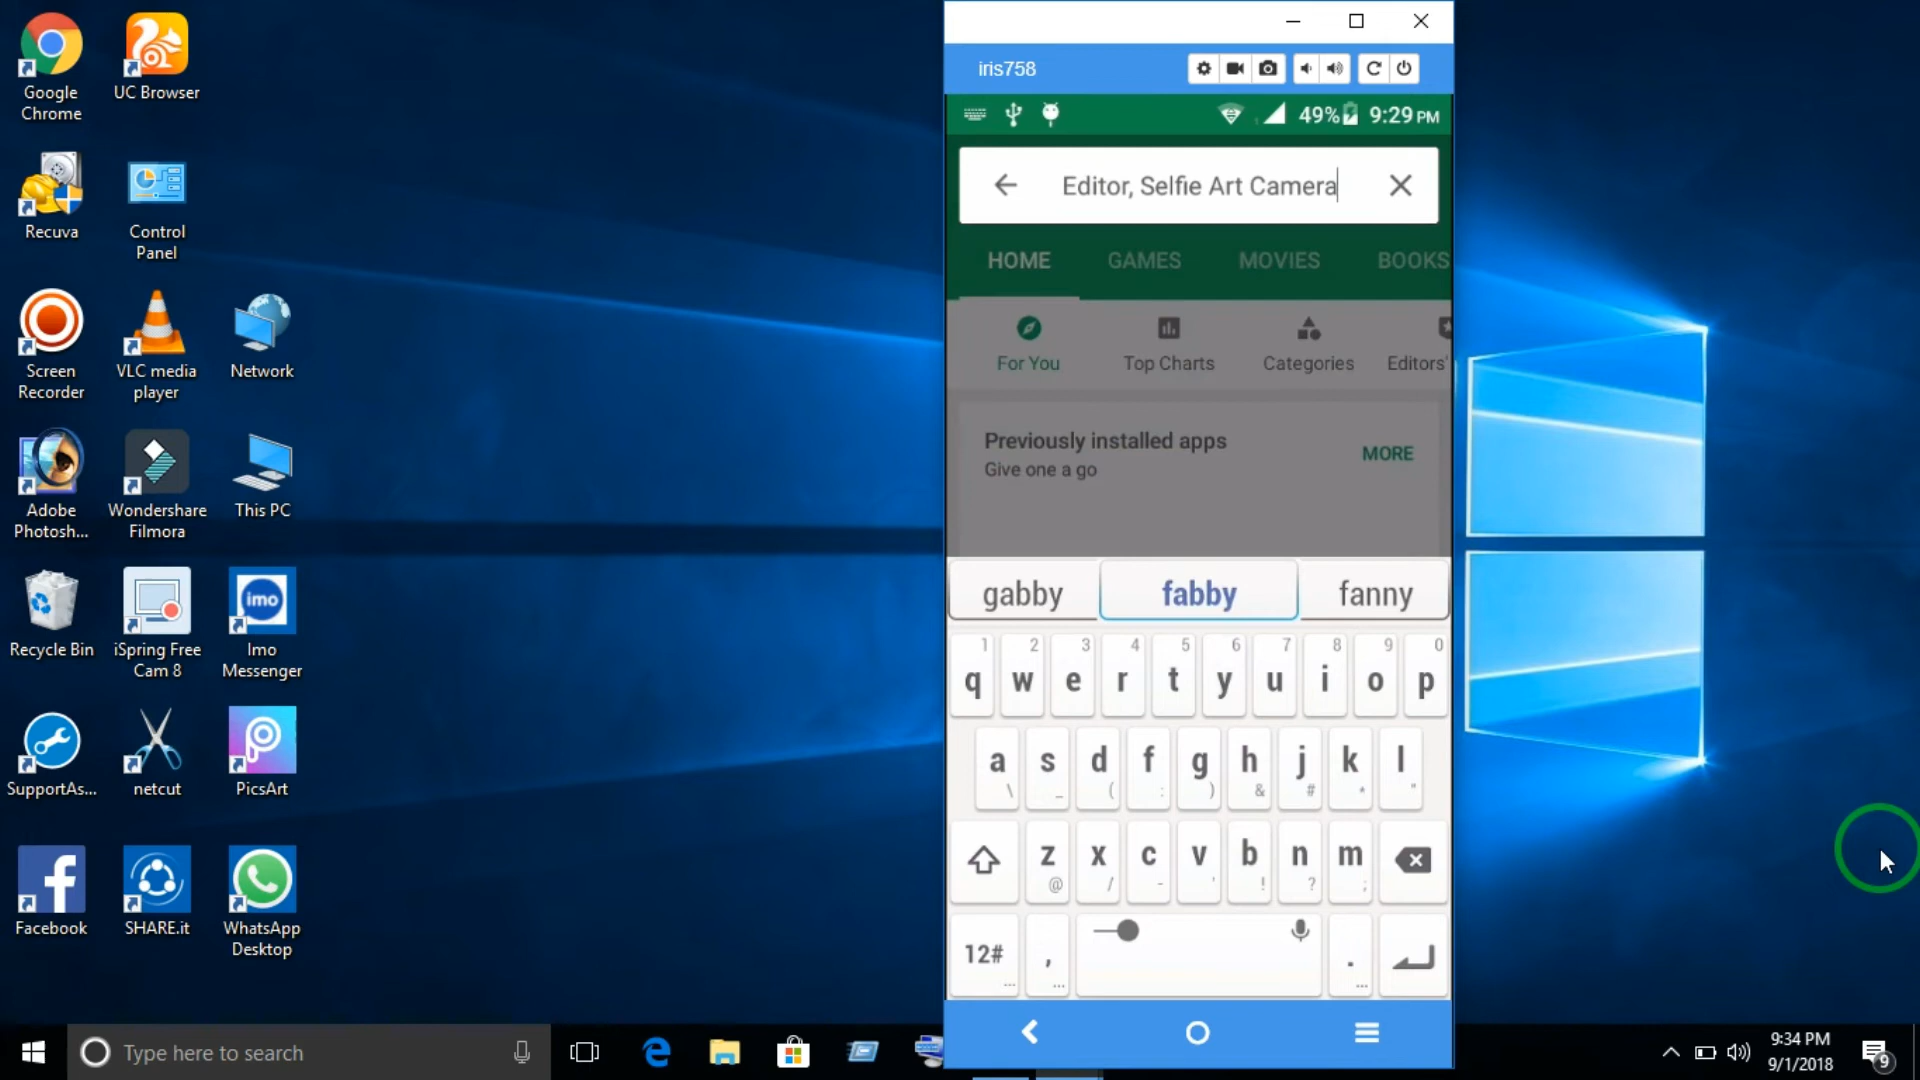 Google
Chrome
UC Browser
Recuva
Control
Panel
Screen
Recorder
VLC media
player
Network
Adobe
Photosh...
Wondershare
Filmora
This PC
Recycle Bin
iSpring Free
Cam 8
imo
Imo
Messenger
SupportAs...
netcut
PicsArt
Facebook
SHARE.it
WhatsApp
Desktop
iris758
49% 9:29 PM
Editor, Selfie Art Camera
HOME GAMES MOVIES BOOKS
For You Top Charts Categories Editors'
Previously installed apps
Give one a go
MORE
gabby fabby fanny
1 2 3 4 5 6 7 8 9 0
q w e r t y u i o p
a s d f g h j k l
\ _ ( : ) & # * "
z x c v b n m
@ / - ' ! ? ;
12# , .
... ... ...
Type here to search
9:34 PM
9/1/2018
9